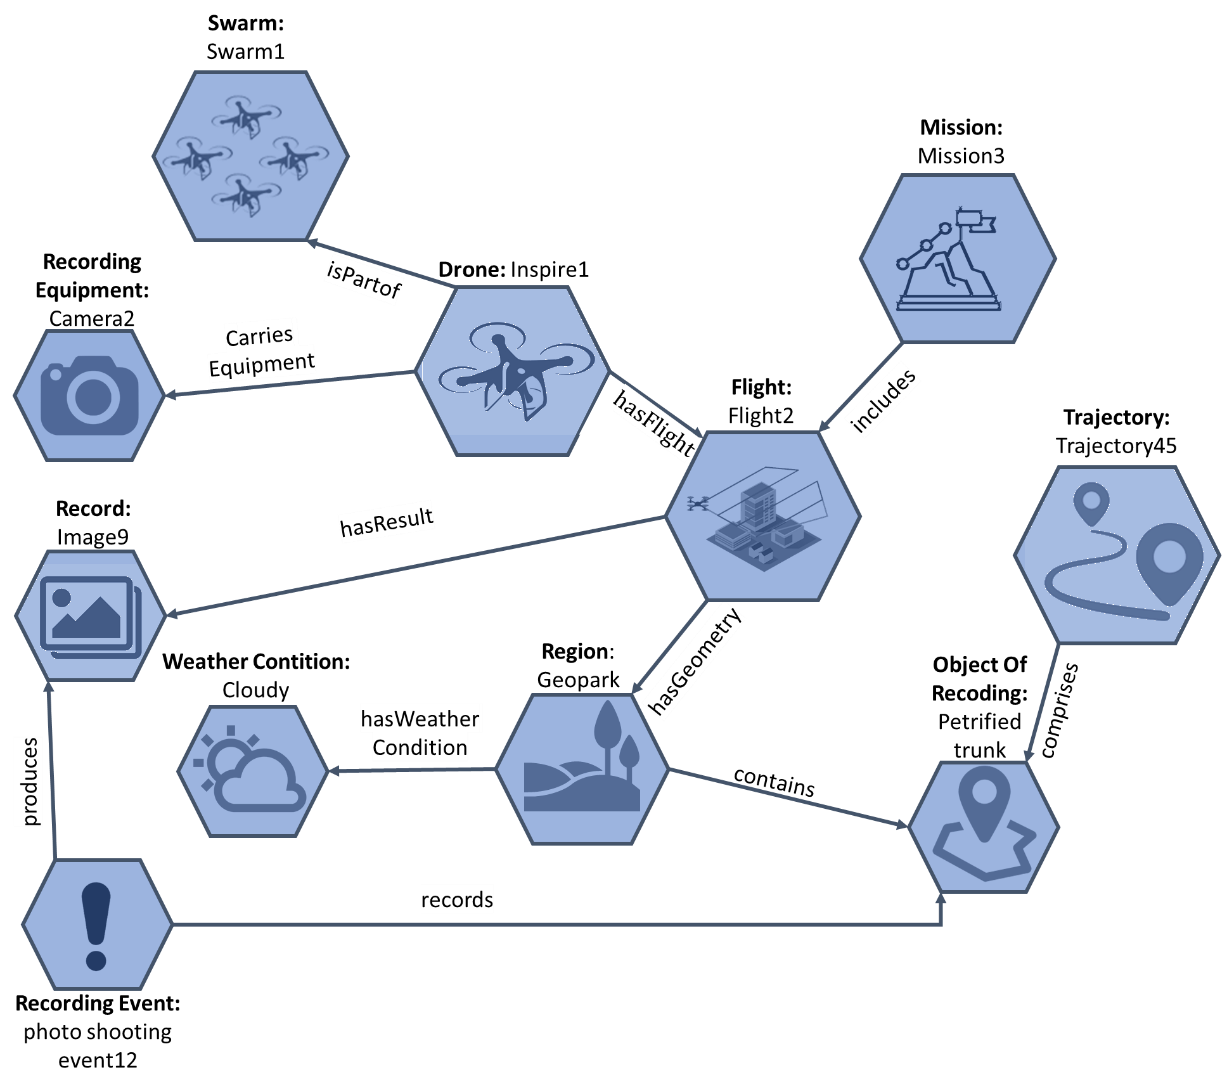 Swarm:
Swarm1
Mission:
Mission3
Recording
Equipment:
Camera2
isPartof
Drone: Inspire1
Carries
Equipment
hasFlight
Flight:
Flight2
includes
Trajectory:
Trajectory45
Record:
Image9
hasResult
hasGeometry
Weather Contition:
Cloudy
Region:
Geopark
Object Of
Recoding:
Petrified
trunk
comprises
hasWeather
Condition
contains
produces
records
Recording Event:
photo shooting
event12